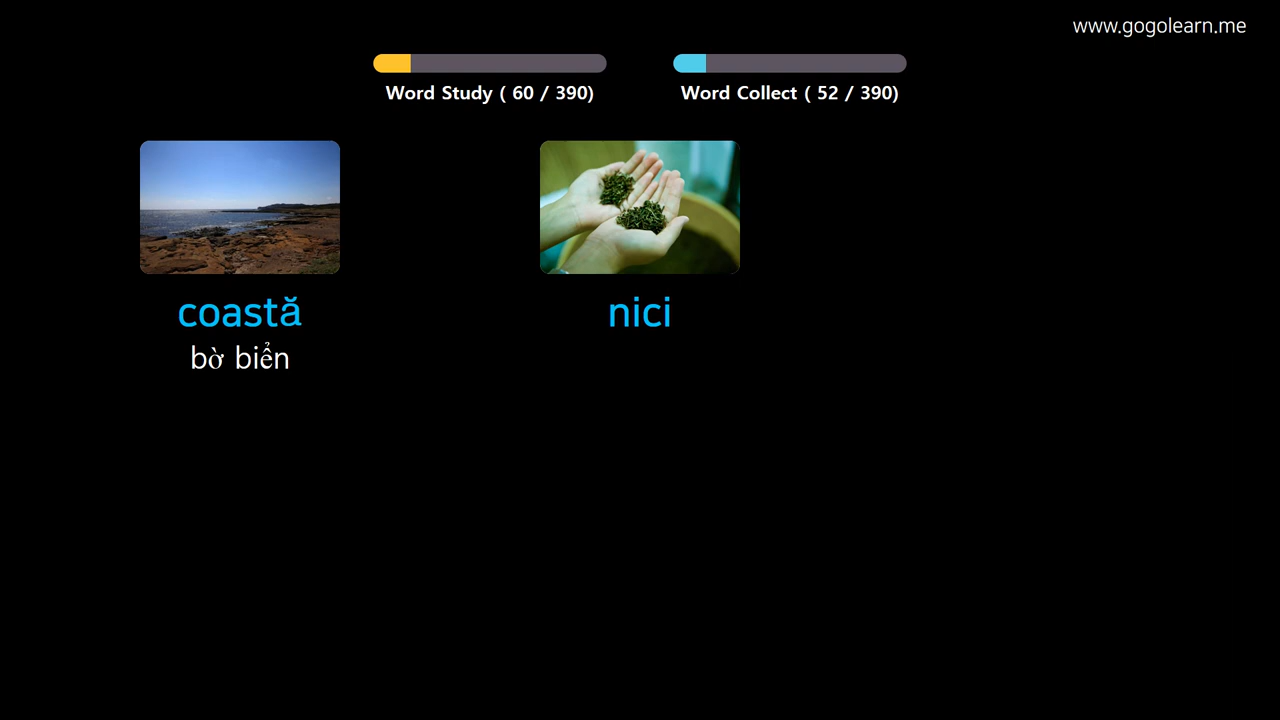 www.gogolearn.me
Word Study ( 60 / 390)
Word Collect ( 52 / 390)
coastă
bờ biển
nici